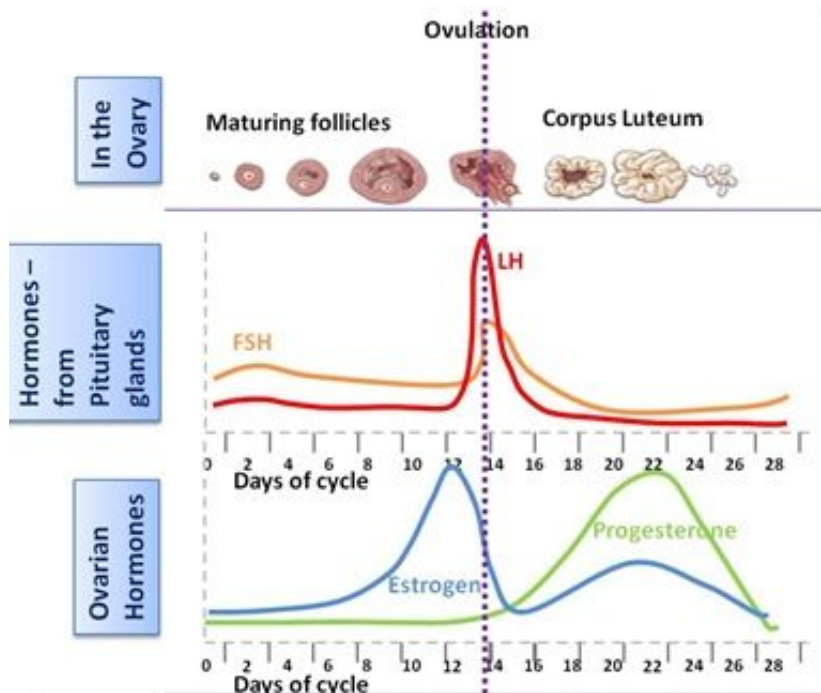 Ovulation
In the
Ovary
Maturing follicles
Corpus Luteum
Hormones –
from
Pituitary
glands
LH
FSH
0 2 4 6 8 10 12 14 16 18 20 22 24 26 28
Days of cycle
Ovarian
Hormones
Progesterone
Estrogen
0 2 4 6 8 10 12 14 16 18 20 22 24 26 28
Days of cycle